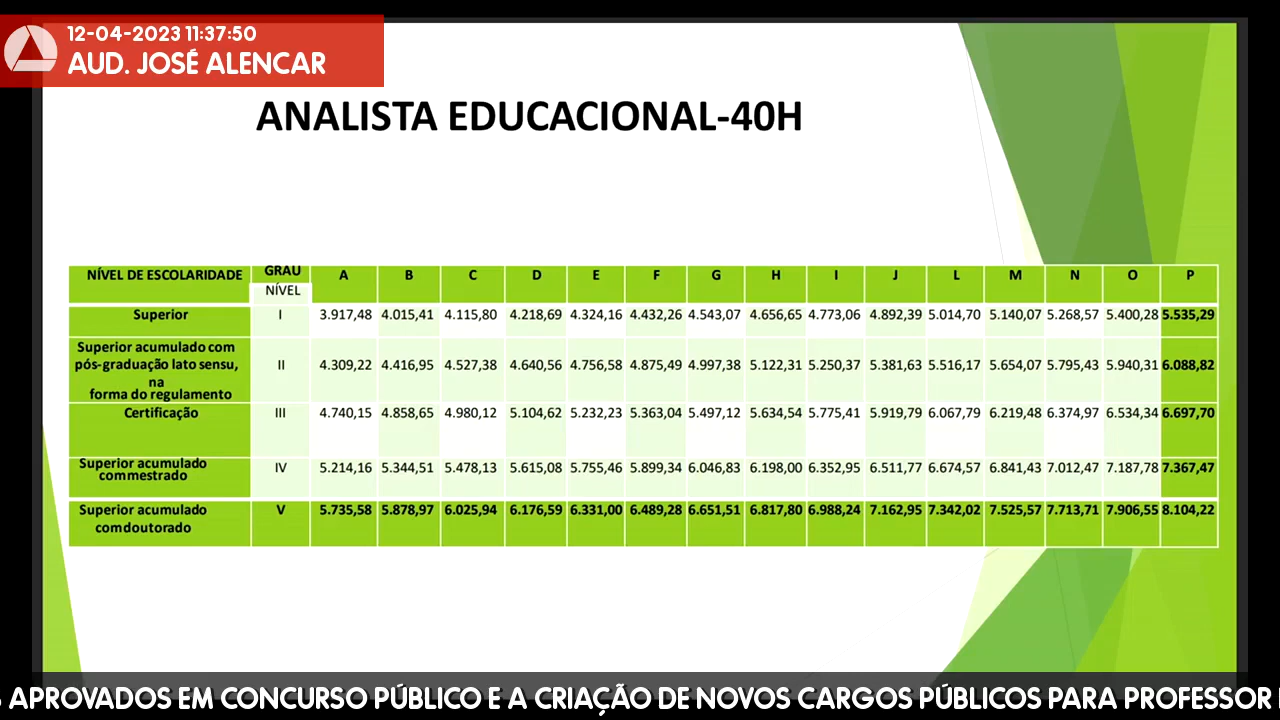 12-04-2023 11:37:50
AUD. JOSÉ ALENCAR
ANALISTA EDUCACIONAL-40H
NÍVEL DE ESCOLARIDADE GRAU A B C D E F G H I J L M N O P
NÍVEL
Superior I 3.917,48 4.015,41 4.115,80 4.218,69 4.324,16 4.432,26 4.543,07 4.656,65 4.773,06 4.892,39 5.014,70 5.140,07 5.268,57 5.400,28 5.535,29
Superior acumulado com
pós-graduação lato sensu, II 4.309,22 4.416,95 4.527,38 4.640,56 4.756,58 4.875,49 4.997,38 5.122,31 5.250,37 5.381,63 5.516,17 5.654,07 5.795,43 5.940,31 6.088,82
na
forma do regulamento
Certificação III 4.740,15 4.858,65 4.980,12 5.104,62 5.232,23 5.363,04 5.497,12 5.634,54 5.775,41 5.919,79 6.067,79 6.219,48 6.374,97 6.534,34 6.697,70
Superior acumulado IV 5.214,16 5.344,51 5.478,13 5.615,08 5.755,46 5.899,34 6.046,83 6.198,00 6.352,95 6.511,77 6.674,57 6.841,43 7.012,47 7.187,78 7.367,47
commestrado
Superior acumulado V 5.735,58 5.878,97 6.025,94 6.176,59 6.331,00 6.489,28 6.651,51 6.817,80 6.988,24 7.162,95 7.342,02 7.525,57 7.713,71 7.906,55 8.104,22
comdoutorado
APROVADOS EM CONCURSO PÚBLICO E A CRIAÇÃO DE NOVOS CARGOS PÚBLICOS PARA PROFESSOR